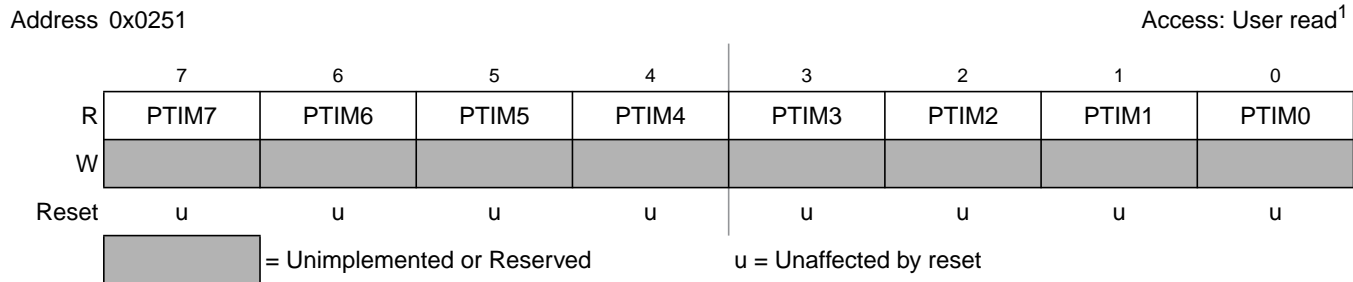 Address 0x0251 Access: User read1
7 6 5 4 3 2 1 0
R PTIM7 PTIM6 PTIM5 PTIM4 PTIM3 PTIM2 PTIM1 PTIM0
W
Reset u u u u u u u u
= Unimplemented or Reserved u = Unaffected by reset